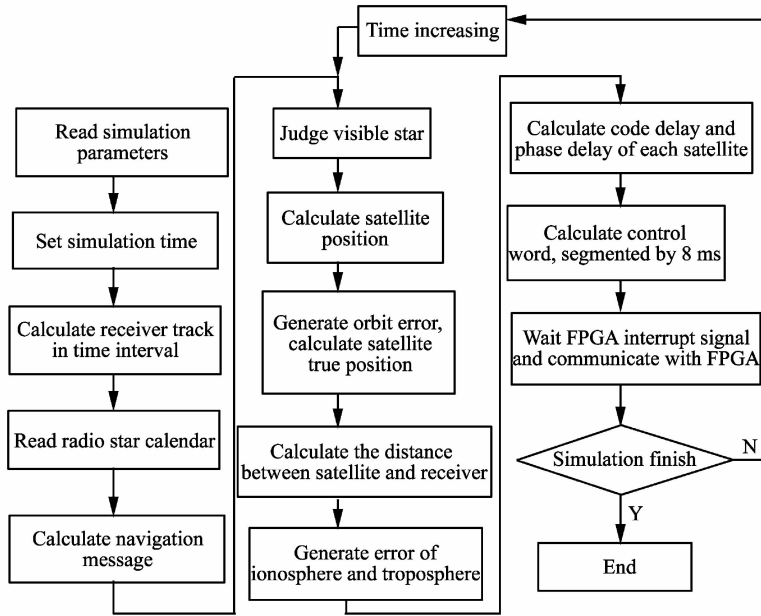 Time increasing
Read simulation
parameters
Set simulation time
Calculate receiver track
in time interval
Read radio star calendar
Calculate navigation
message
Judge visible star
Calculate satellite
position
Generate orbit error,
calculate satellite
true position
Calculate the distance
between satellite and receiver
Generate error of
ionosphere and troposphere
Calculate code delay and
phase delay of each satellite
Calculate control
word, segmented by 8 ms
Wait FPGA interrupt signal
and communicate with FPGA
Simulation finish
N
Y
End